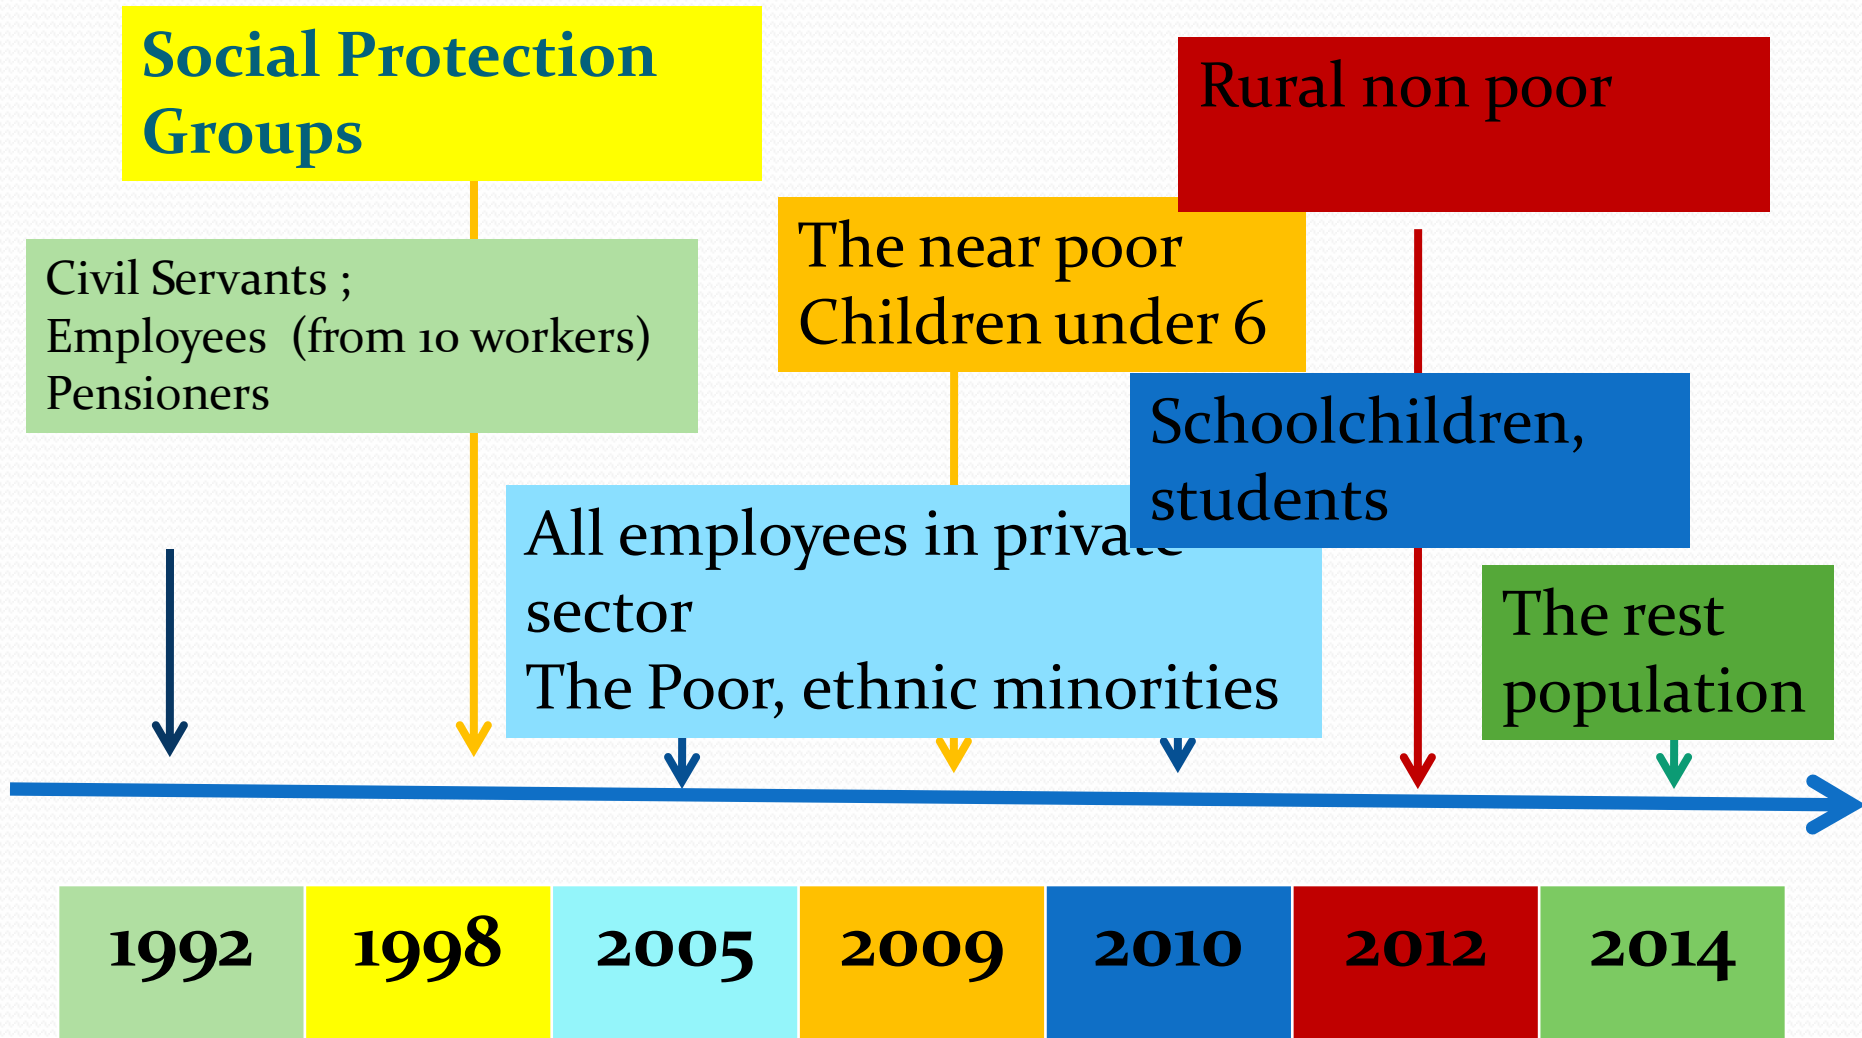 Social Protection
Groups
Rural non poor
Civil Servants ;
Employees (from 10 workers)
Pensioners
The near poor
Children under 6
Schoolchildren,
students
All employees in private
sector
The Poor, ethnic minorities
The rest
population
1992 1998 2005 2009 2010 2012 2014